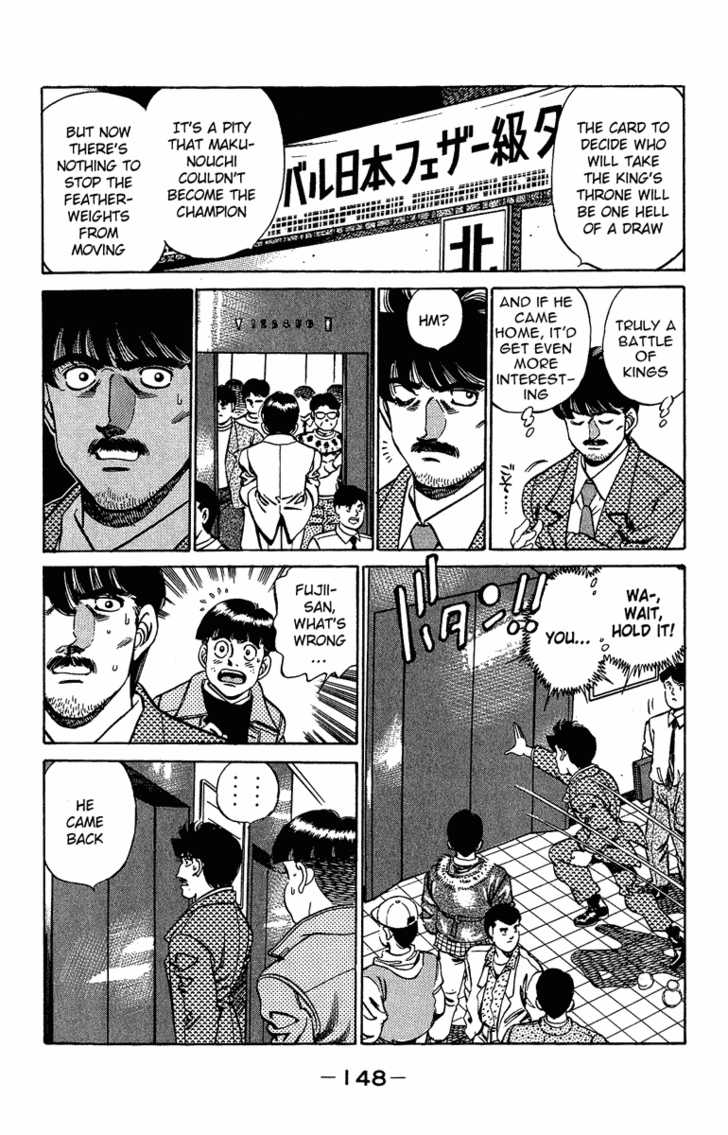 THE CARD TO
DECIDE WHO
WILL TAKE
THE KING'S
THRONE WILL
BE ONE HELL
OF A DRAW
バル日本フェザー級タ
北
IT'S A PITY
THAT MAKU-
NOUCHI
COULDN'T
BECOME THE
CHAMPION
BUT NOW
THERE'S
NOTHING TO
STOP THE
FEATHER-
WEIGHTS
FROM
MOVING
TRULY A
BATTLE
OF
KINGS
AND IF HE
CAME
HOME, IT'D
GET EVEN
MORE
INTEREST-
ING
HM?
WA-,
WAIT,
HOLD IT!
YOU...
バタン!!
FUJII-
SAN,
WHAT'S
WRONG
...
......
HE
CAME
BACK
—148—